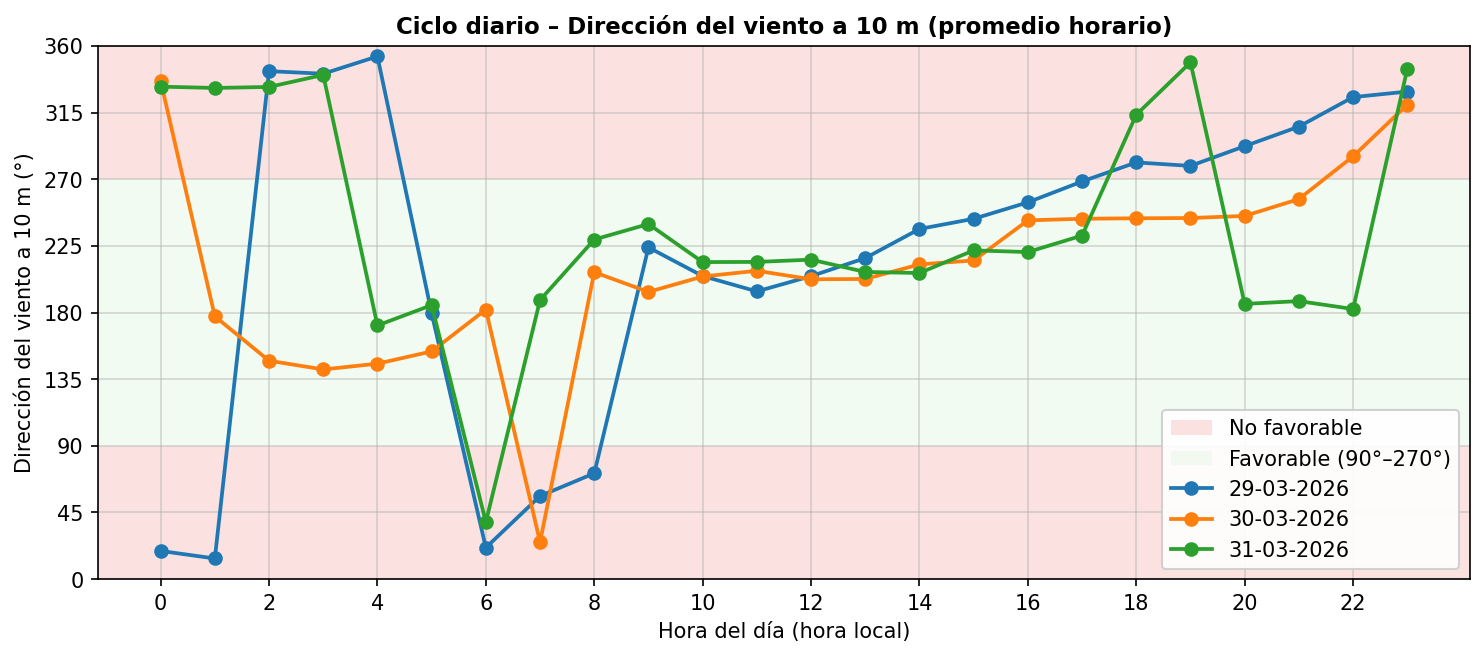 Ciclo diario – Dirección del viento a 10 m (promedio horario)
Dirección del viento a 10 m (°)
360
315
270
225
180
135
90
45
0
No favorable
Favorable (90°–270°)
29-03-2026
30-03-2026
31-03-2026
0 2 4 6 8 10 12 14 16 18 20 22
Hora del día (hora local)